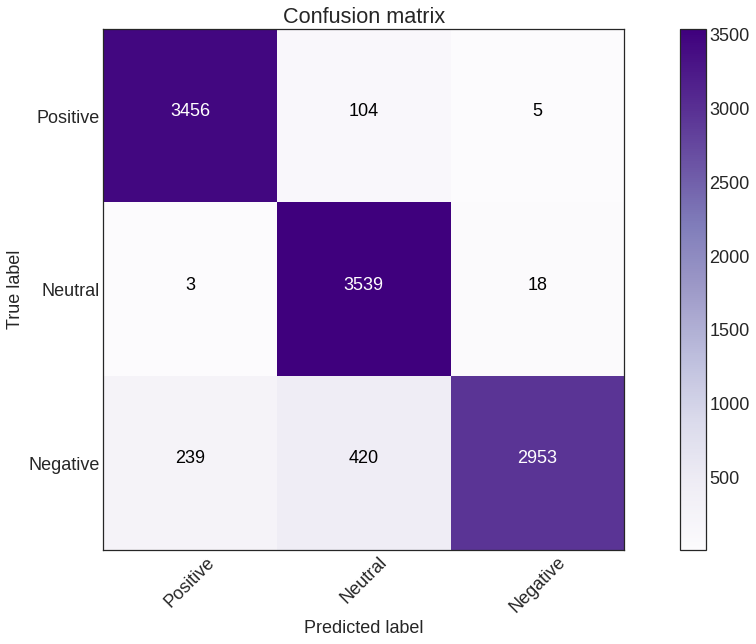 Confusion matrix
True label
Positive
3456 104 5
Neutral
3 3539 18
Negative
239 420 2953
Positive Neutral Negative
Predicted label
3500
3000
2500
2000
1500
1000
500